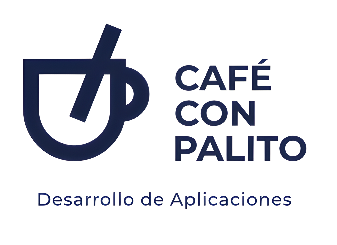 CAFÉ
CON
PALITO
Desarrollo de Aplicaciones